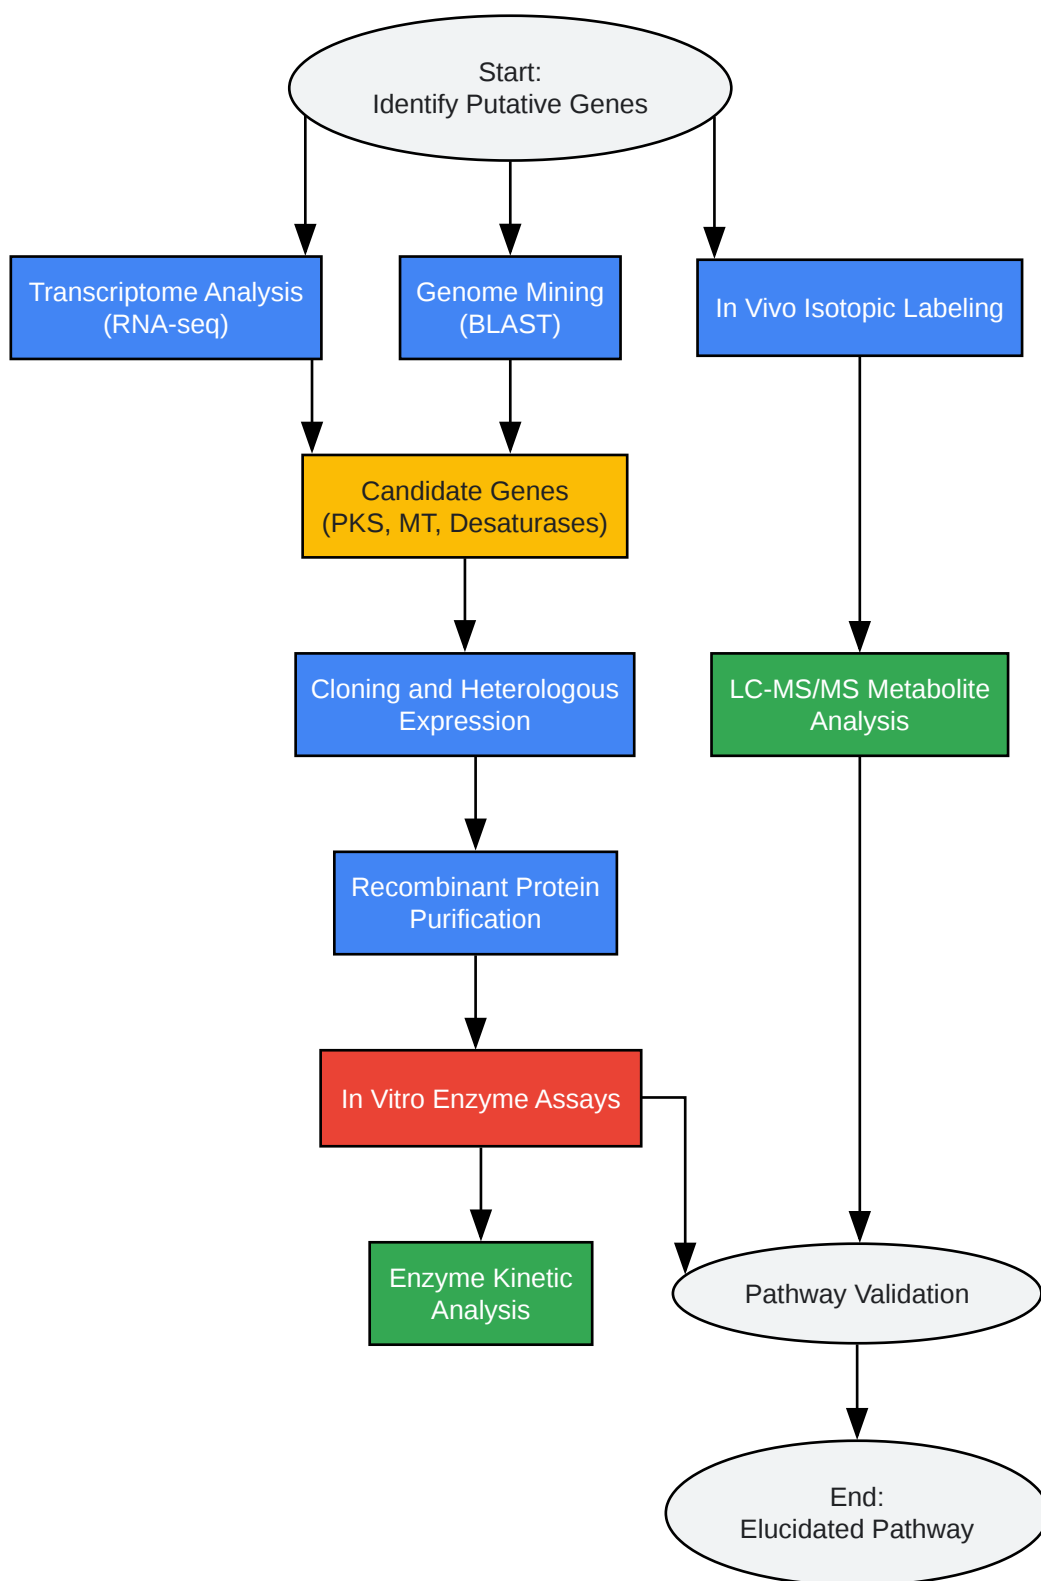 Start:
Identify Putative Genes
Transcriptome Analysis
(RNA-seq)
Genome Mining
(BLAST)
In Vivo Isotopic Labeling
Candidate Genes
(PKS, MT, Desaturases)
Cloning and Heterologous
Expression
LC-MS/MS Metabolite
Analysis
Recombinant Protein
Purification
In Vitro Enzyme Assays
Enzyme Kinetic
Analysis
Pathway Validation
End:
Elucidated Pathway